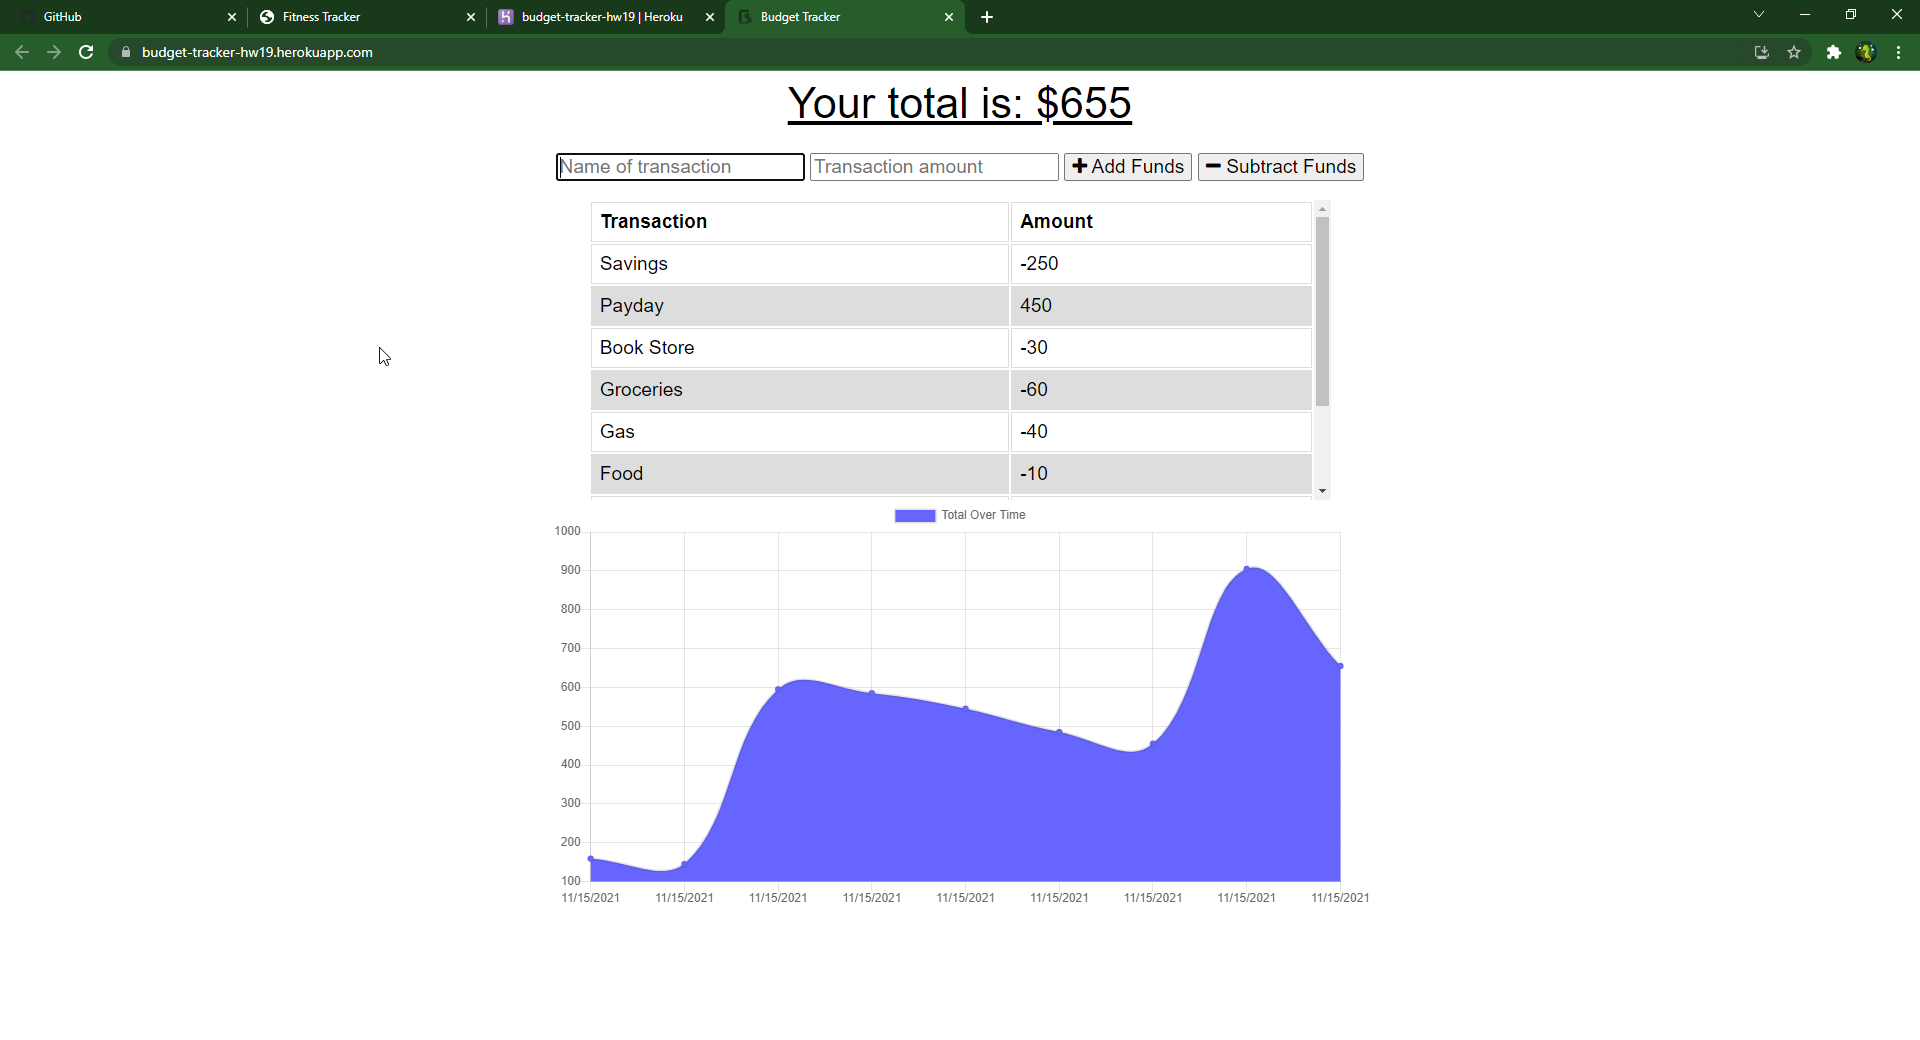 GitHub
Fitness Tracker
budget-tracker-hw19 | Heroku
Budget Tracker
budget-tracker-hw19.herokuapp.com
Your total is: $655
Name of transaction Transaction amount Add Funds Subtract Funds
Transaction Amount
Savings -250
Payday 450
Book Store -30
Groceries -60
Gas -40
Food -10
Total Over Time
1000
900
800
700
600
500
400
300
200
100
11/15/2021 11/15/2021 11/15/2021 11/15/2021 11/15/2021 11/15/2021 11/15/2021 11/15/2021 11/15/2021